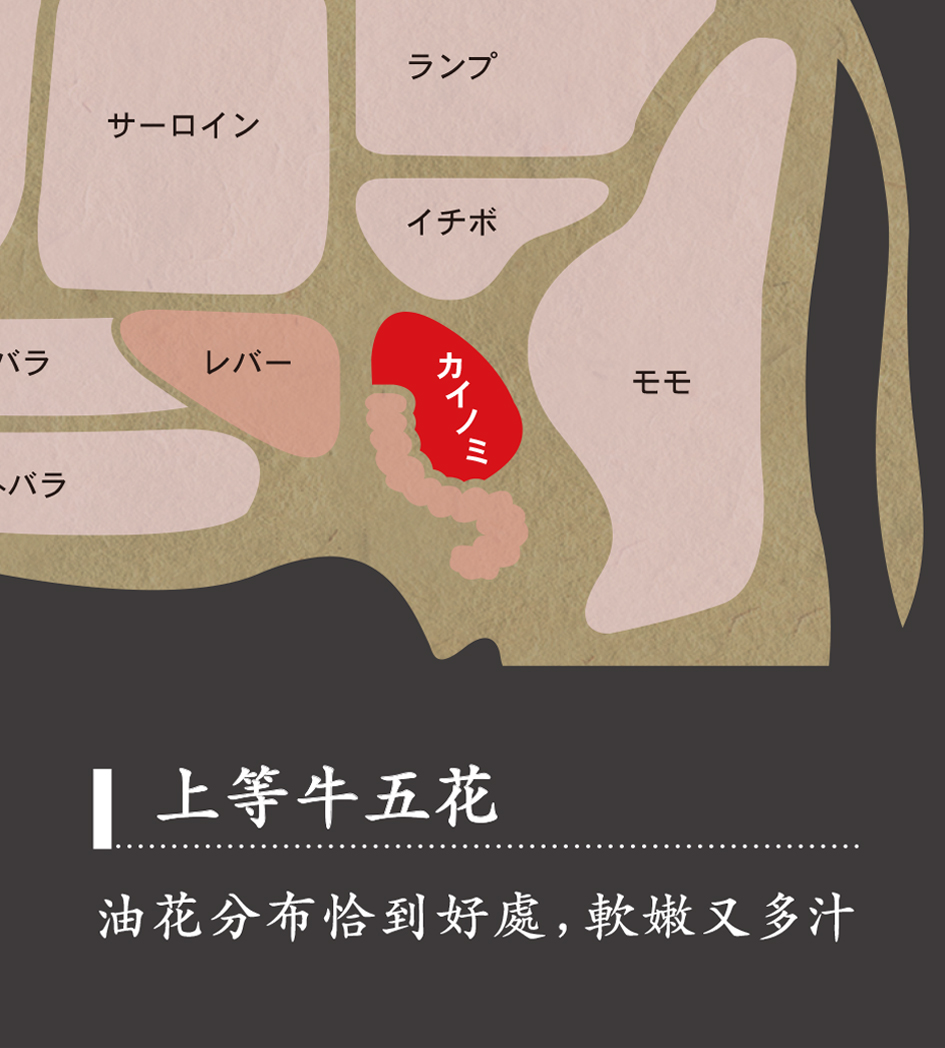 ランプ
サーロイン
イチボ
バラ
レバー
カイノミ
モモ
バラ
上等牛五花
油花分布恰到好處，軟嫩又多汁